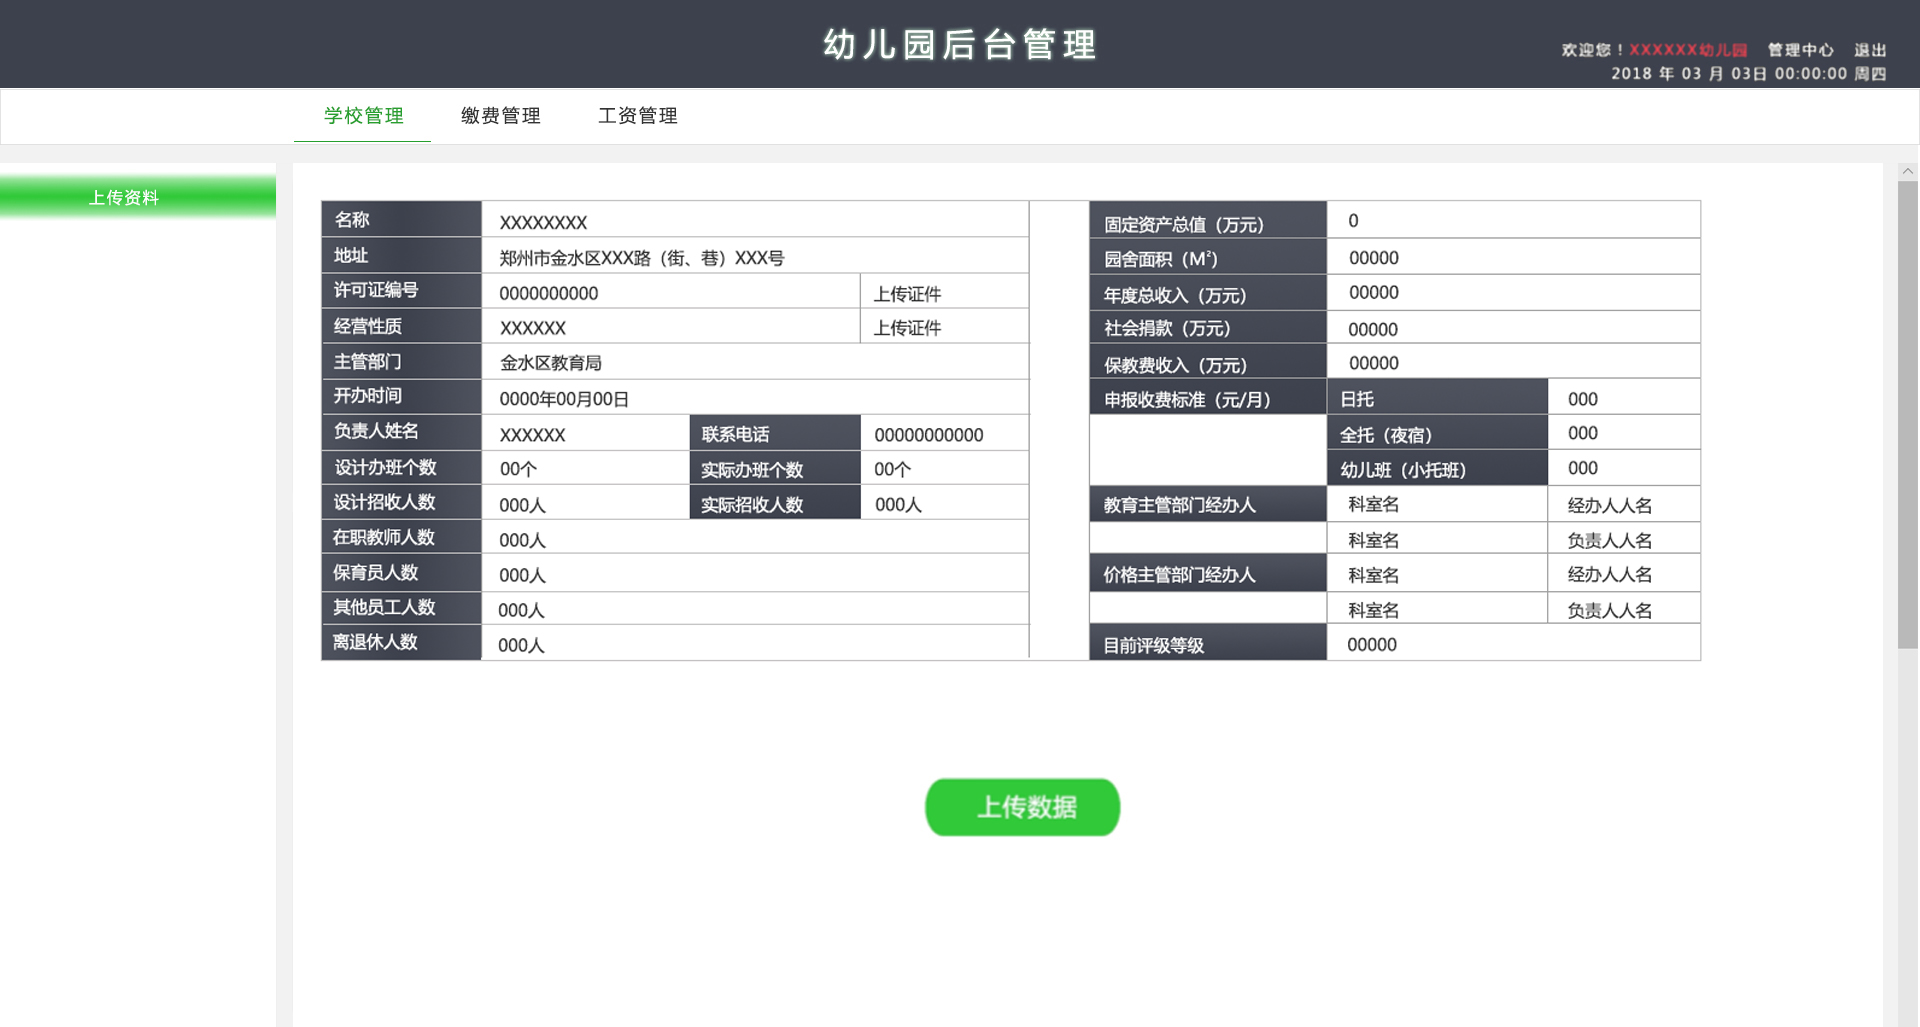 幼儿园后台管理
欢迎您！XXXXXX幼儿园 管理中心 退出
2018 年 03 月 03日 00:00:00 周四
学校管理 缴费管理 工资管理
上传资料
名称 XXXXXXXX
地址 郑州市金水区XXX路（街、巷）XXX号
许可证编号 0000000000 上传证件
经营性质 XXXXXX 上传证件
主管部门 金水区教育局
开办时间 0000年00月00日
负责人姓名 XXXXXX 联系电话 00000000000
设计办班个数 00个 实际办班个数 00个
设计招收人数 000人 实际招收人数 000人
在职教师人数 000人
保育员人数 000人
其他员工人数 000人
离退休人数 000人
固定资产总值（万元） 0
园舍面积（M²） 00000
年度总收入（万元） 00000
社会捐款（万元） 00000
保教费收入（万元） 00000
申报收费标准（元/月） 日托 000
全托（夜宿） 000
幼儿班（小托班） 000
教育主管部门经办人 科室名 经办人人名
科室名 负责人人名
价格主管部门经办人 科室名 经办人人名
科室名 负责人人名
目前评级等级 00000
上传数据